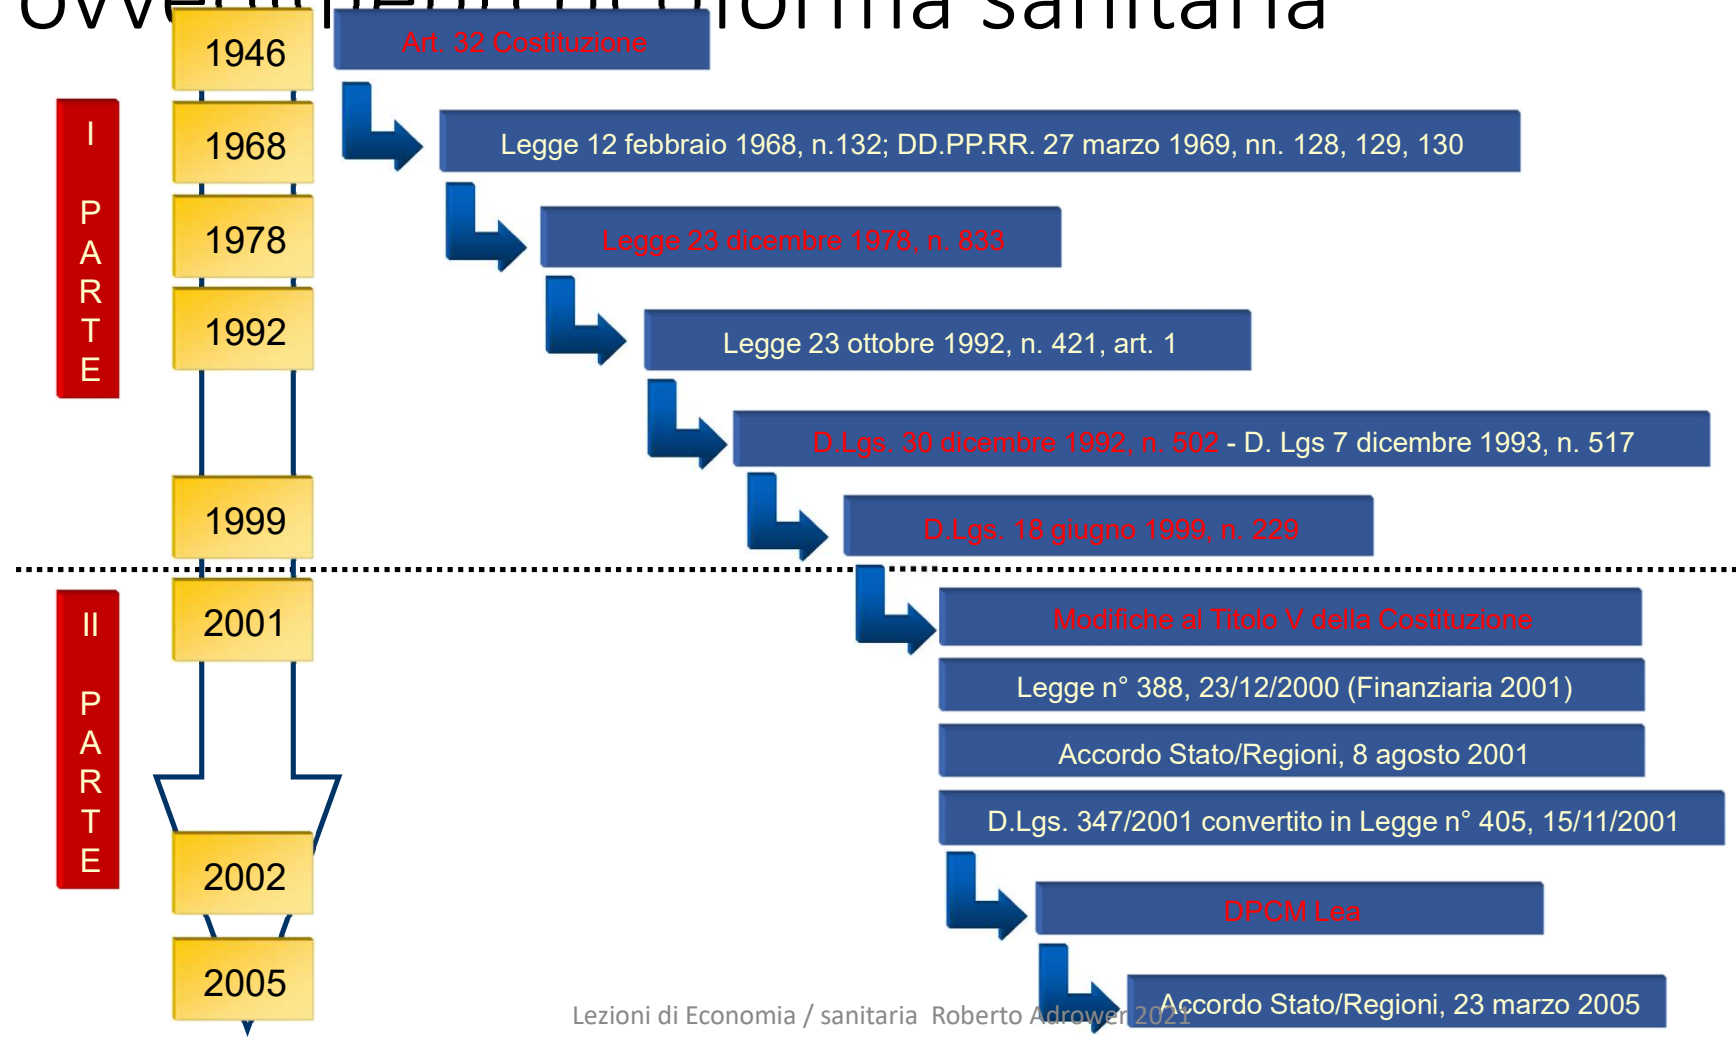 forma sanitaria
1946
Art. 32 Costituzione
I PARTE
1968
Legge 12 febbraio 1968, n.132; DD.PP.RR. 27 marzo 1969, nn. 128, 129, 130
1978
Legge 23 dicembre 1978, n. 833
1992
Legge 23 ottobre 1992, n. 421, art. 1
D.Lgs. 30 dicembre 1992, n. 502 - D. Lgs 7 dicembre 1993, n. 517
1999
D.Lgs. 18 giugno 1999, n. 229
II PARTE
2001
Modifiche al Titolo V della Costituzione
Legge n° 388, 23/12/2000 (Finanziaria 2001)
Accordo Stato/Regioni, 8 agosto 2001
D.Lgs. 347/2001 convertito in Legge n° 405, 15/11/2001
2002
DPCM Lea
2005
Accordo Stato/Regioni, 23 marzo 2005
Lezioni di Economia / sanitaria Roberto Adrower 2021